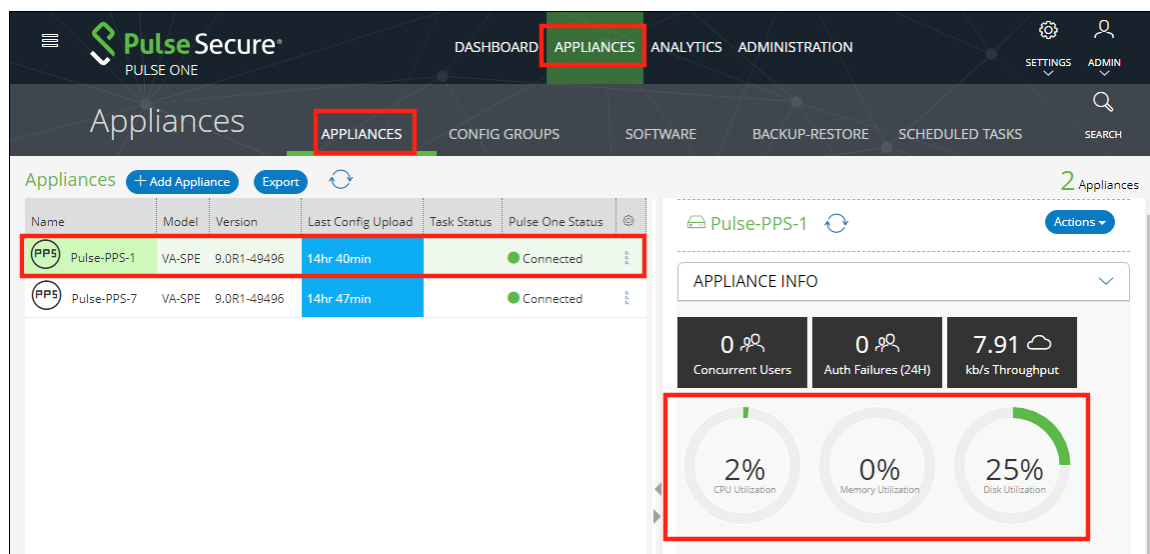 Pulse Secure®
PULSE ONE
DASHBOARD APPLIANCES ANALYTICS ADMINISTRATION
SETTINGS ADMIN
Appliances
APPLIANCES CONFIG GROUPS SOFTWARE BACKUP-RESTORE SCHEDULED TASKS
SEARCH
Appliances + Add Appliance Export
2 Appliances
Name Model Version Last Config Upload Task Status Pulse One Status
PPS Pulse-PPS-1 VA-SPE 9.0R1-49496 14hr 40min Connected
PPS Pulse-PPS-7 VA-SPE 9.0R1-49496 14hr 47min Connected
Pulse-PPS-1 Actions
APPLIANCE INFO
0 0 7.91
Concurrent Users Auth Failures (24H) kb/s Throughput
2% 0% 25%
CPU Utilization Memory Utilization Disk Utilization